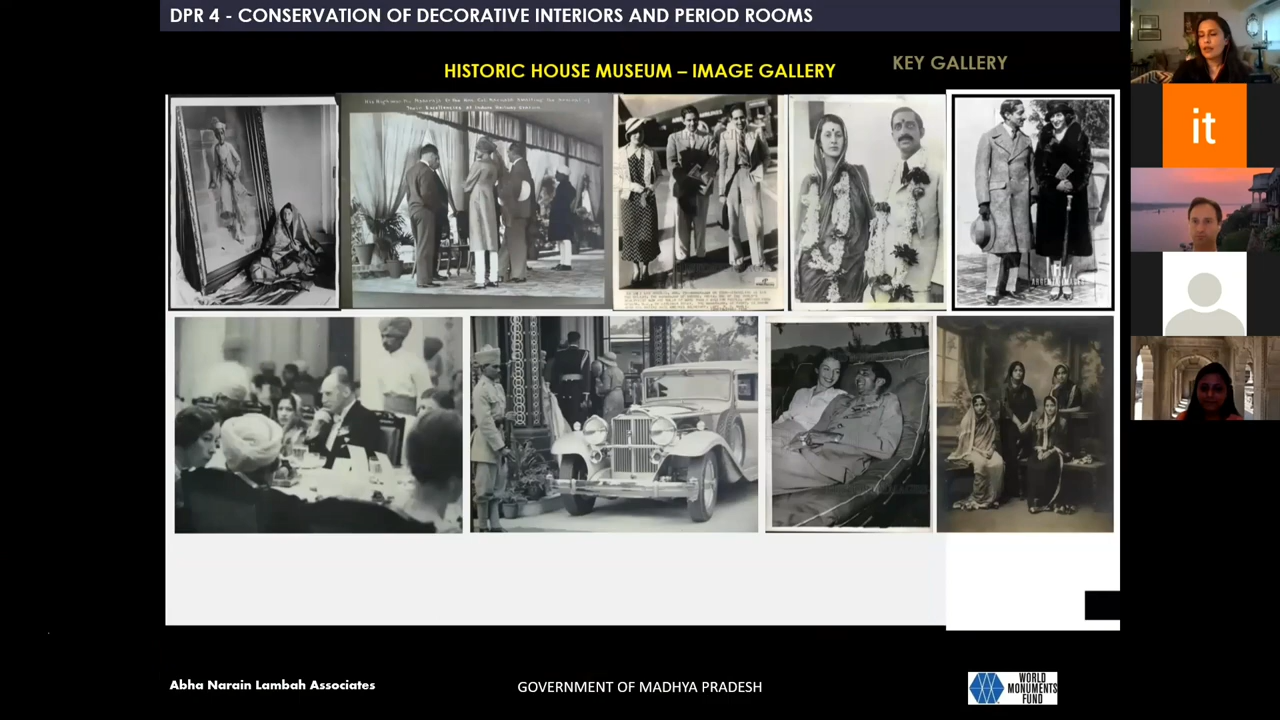 DPR 4 - CONSERVATION OF DECORATIVE INTERIORS AND PERIOD ROOMS
HISTORIC HOUSE MUSEUM – IMAGE GALLERY
KEY GALLERY
it
Abha Narain Lambah Associates
GOVERNMENT OF MADHYA PRADESH
WORLD
MONUMENTS
FUND